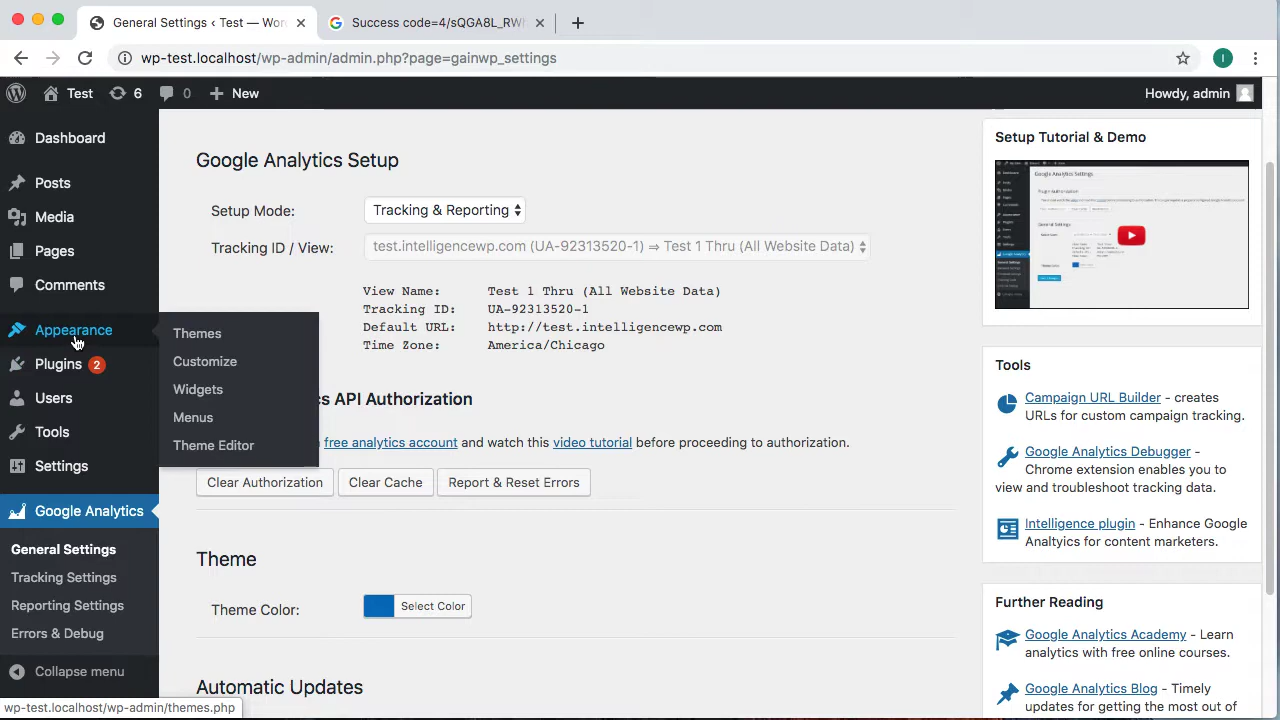 General Settings ‹ Test — Wor
Success code=4/sQGA8L_RWh
wp-test.localhost/wp-admin/admin.php?page=gainwp_settings
I
Test
6
0
New
Howdy, admin
Dashboard
Posts
Media
Pages
Comments
Appearance
Plugins 2
Users
Tools
Settings
Google Analytics
General Settings
Tracking Settings
Reporting Settings
Errors & Debug
Collapse menu
Themes
Customize
Widgets
Menus
Theme Editor
Google Analytics Setup
Setup Mode:
Tracking & Reporting
Tracking ID / View:
test.intelligencewp.com (UA-92313520-1) ⇒ Test 1 Thru (All Website Data)
View Name: Test 1 Thru (All Website Data)
Tracking ID: UA-92313520-1
Default URL: http://test.intelligencewp.com
Time Zone: America/Chicago
API Authorization
free analytics account and watch this video tutorial before proceeding to authorization.
Clear Authorization
Clear Cache
Report & Reset Errors
Theme
Theme Color:
Select Color
Automatic Updates
Setup Tutorial & Demo
Tools
Campaign URL Builder - creates
URLs for custom campaign tracking.
Google Analytics Debugger -
Chrome extension enables you to
view and troubleshoot tracking data.
Intelligence plugin - Enhance Google
Analtyics for content marketers.
Further Reading
Google Analytics Academy - Learn
analytics with free online courses.
Google Analytics Blog - Timely
updates for getting the most out of
wp-test.localhost/wp-admin/themes.php